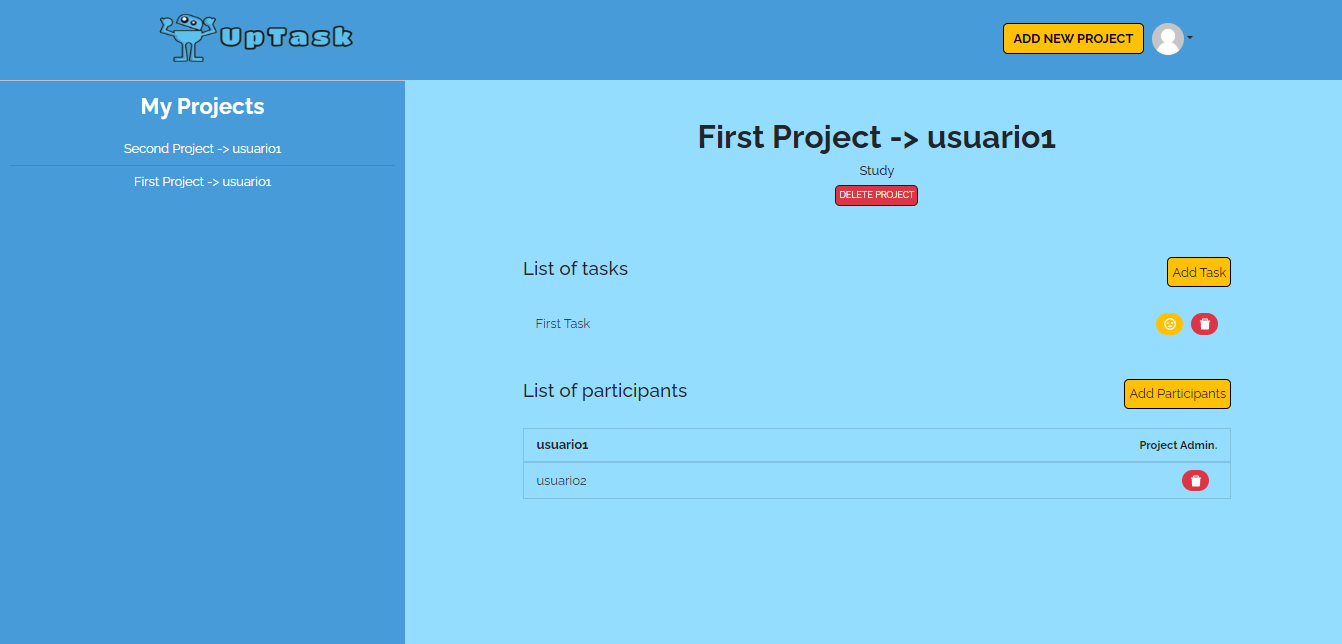 UpTask
ADD NEW PROJECT
My Projects
Second Project -> usuario1
First Project -> usuario1
First Project -> usuario1
Study
DELETE PROJECT
List of tasks
Add Task
First Task
List of participants
Add Participants
usuario1
Project Admin.
usuario2